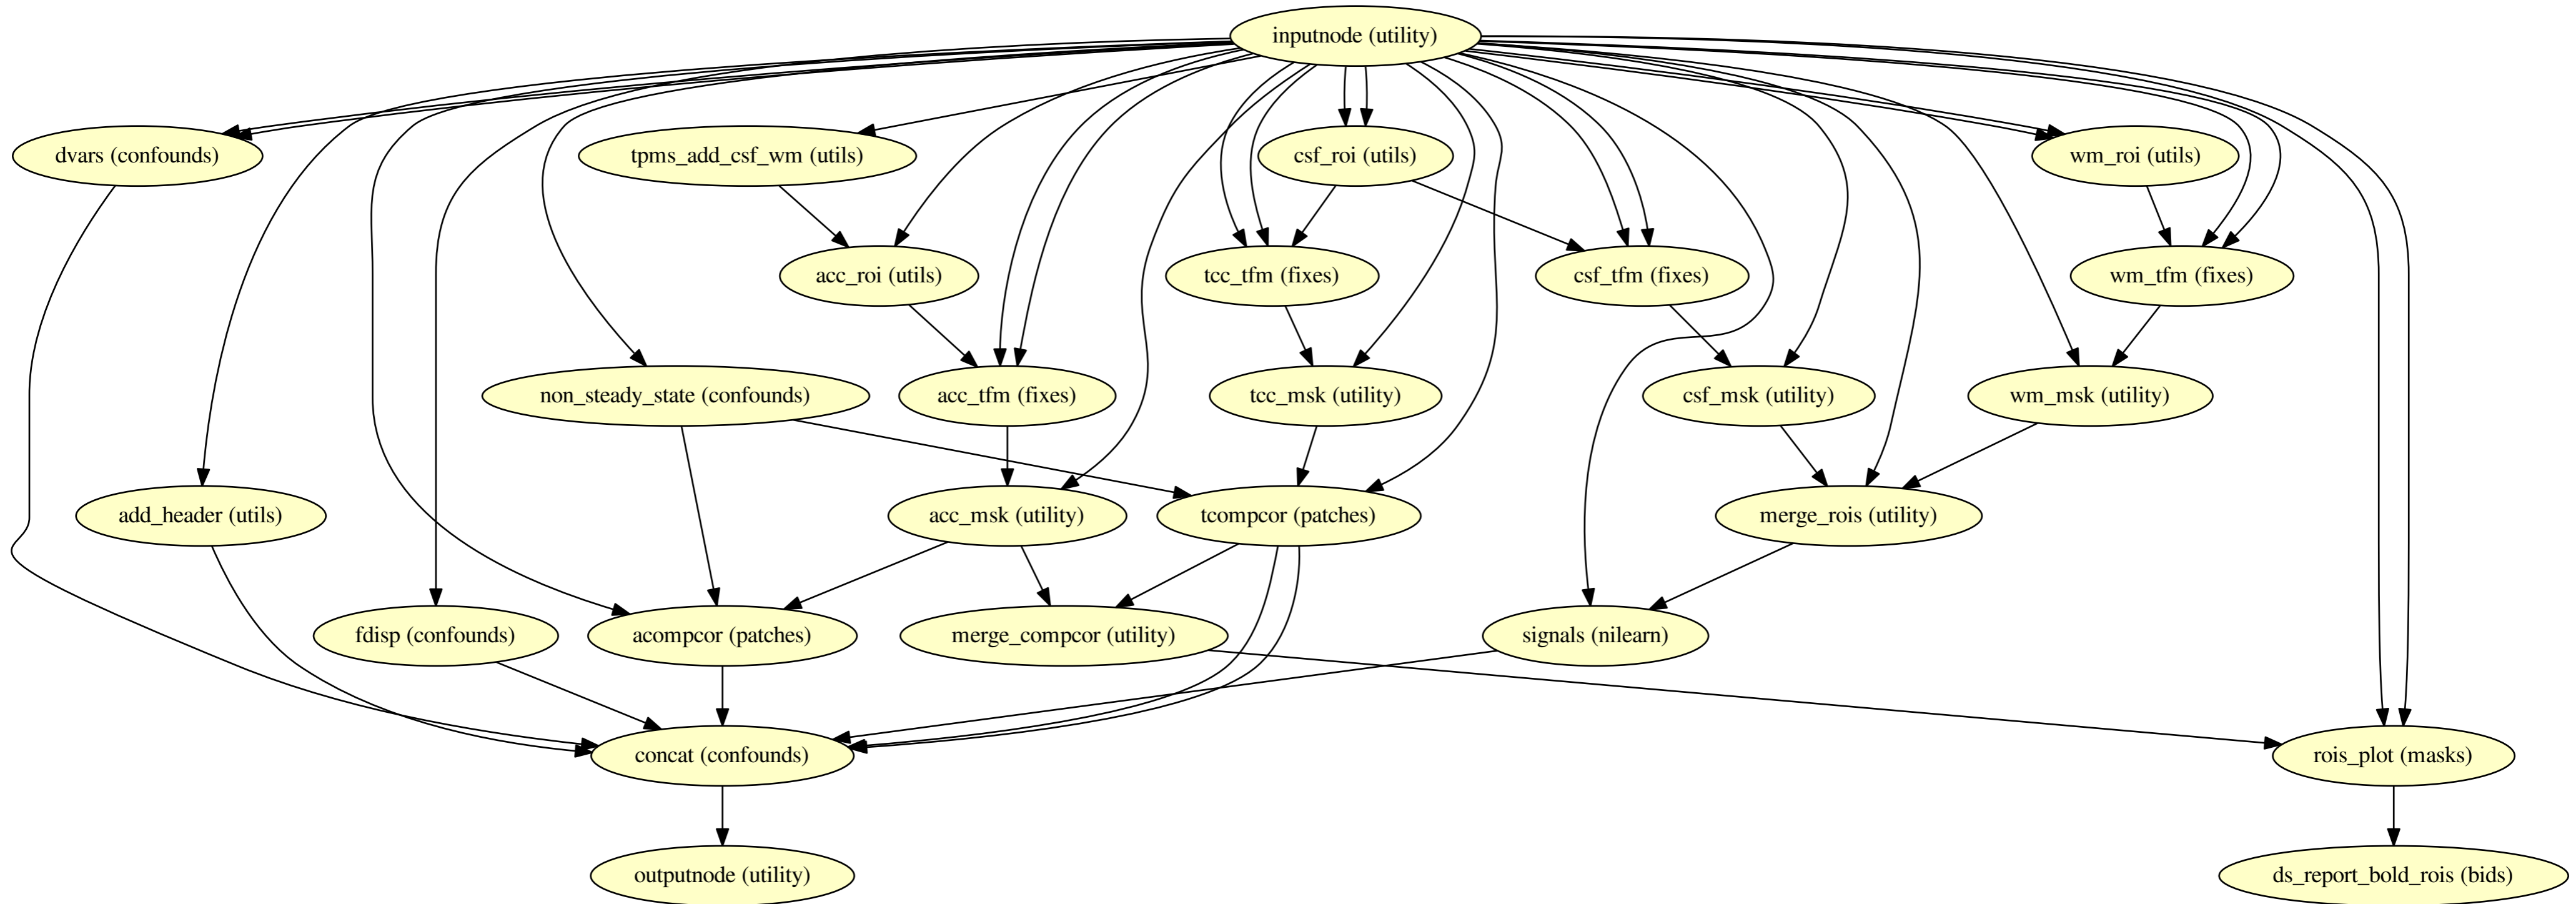 inputnode (utility)
dvars (confounds)
tpms_add_csf_wm (utils)
csf_roi (utils)
wm_roi (utils)
acc_roi (utils)
tcc_tfm (fixes)
csf_tfm (fixes)
wm_tfm (fixes)
non_steady_state (confounds)
acc_tfm (fixes)
tcc_msk (utility)
csf_msk (utility)
wm_msk (utility)
add_header (utils)
acc_msk (utility)
tcompcor (patches)
merge_rois (utility)
fdisp (confounds)
acompcor (patches)
merge_compcor (utility)
signals (nilearn)
concat (confounds)
rois_plot (masks)
outputnode (utility)
ds_report_bold_rois (bids)